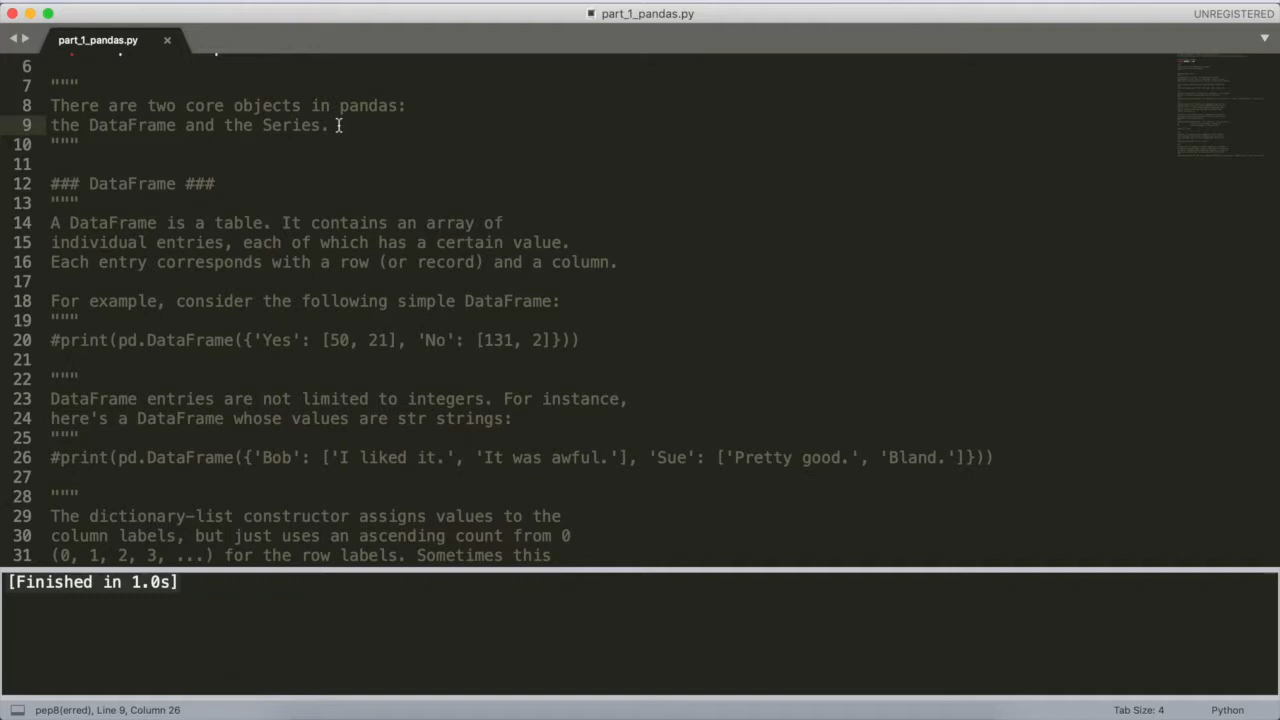 part_1_pandas.py
UNREGISTERED
part_1_pandas.py
6
7 """
8 There are two core objects in pandas:
9 the DataFrame and the Series.
10 """
11
12 ### DataFrame ###
13 """
14 A DataFrame is a table. It contains an array of
15 individual entries, each of which has a certain value.
16 Each entry corresponds with a row (or record) and a column.
17
18 For example, consider the following simple DataFrame:
19 """
20 #print(pd.DataFrame({'Yes': [50, 21], 'No': [131, 2]}))
21
22 """
23 DataFrame entries are not limited to integers. For instance,
24 here's a DataFrame whose values are str strings:
25 """
26 #print(pd.DataFrame({'Bob': ['I liked it.', 'It was awful.'], 'Sue': ['Pretty good.', 'Bland.']}))
27
28 """
29 The dictionary-list constructor assigns values to the
30 column labels, but just uses an ascending count from 0
31 (0, 1, 2, 3, ...) for the row labels. Sometimes this
[Finished in 1.0s]
pep8(erred), Line 9, Column 26
Tab Size: 4
Python